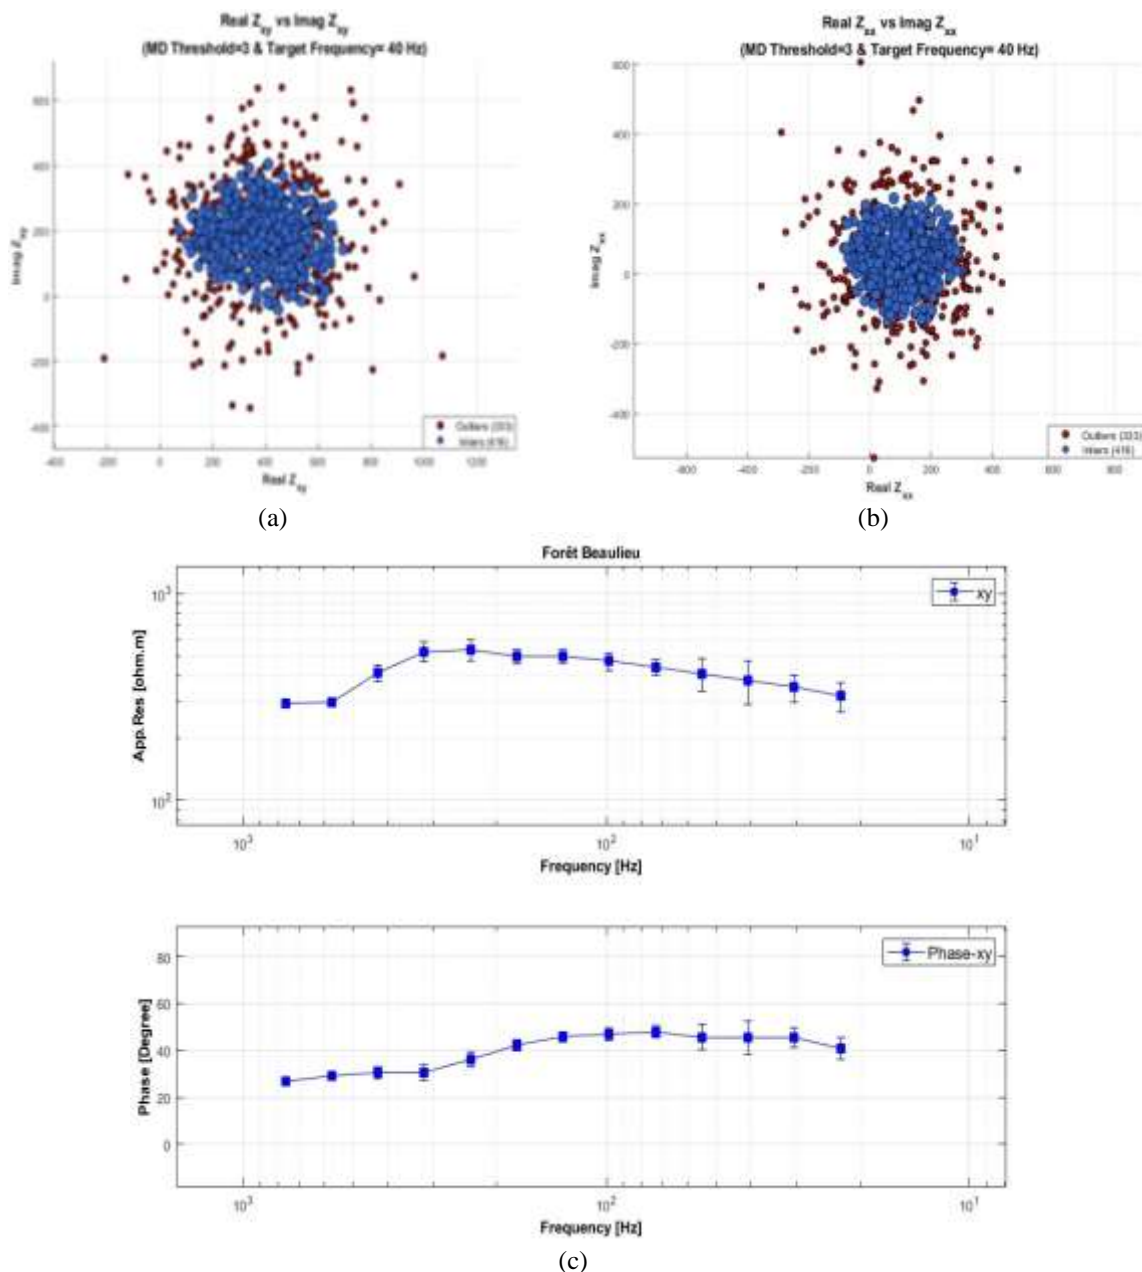 Real Z_xy vs Imag Z_xy
(MD Threshold=3 & Target Frequency= 40 Hz)
600
400
200
0
-200
-400
Imag Z_xy
-400 -200 0 200 400 600 800 1000 1200
Real Z_xy
Outliers (333)
Inliers (416)
(a)
Real Z_xx vs Imag Z_xx
(MD Threshold=3 & Target Frequency= 40 Hz)
600
400
200
0
-200
-400
Imag Z_xx
-600 -400 -200 0 200 400 600 800
Real Z_xx
Outliers (333)
Inliers (416)
(b)
Forêt Beaulieu
xy
10^3
10^2
App.Res [ohm.m]
10^3 10^2 10^1
Frequency [Hz]
Phase-xy
80
60
40
20
0
Phase [Degree]
10^3 10^2 10^1
Frequency [Hz]
(c)